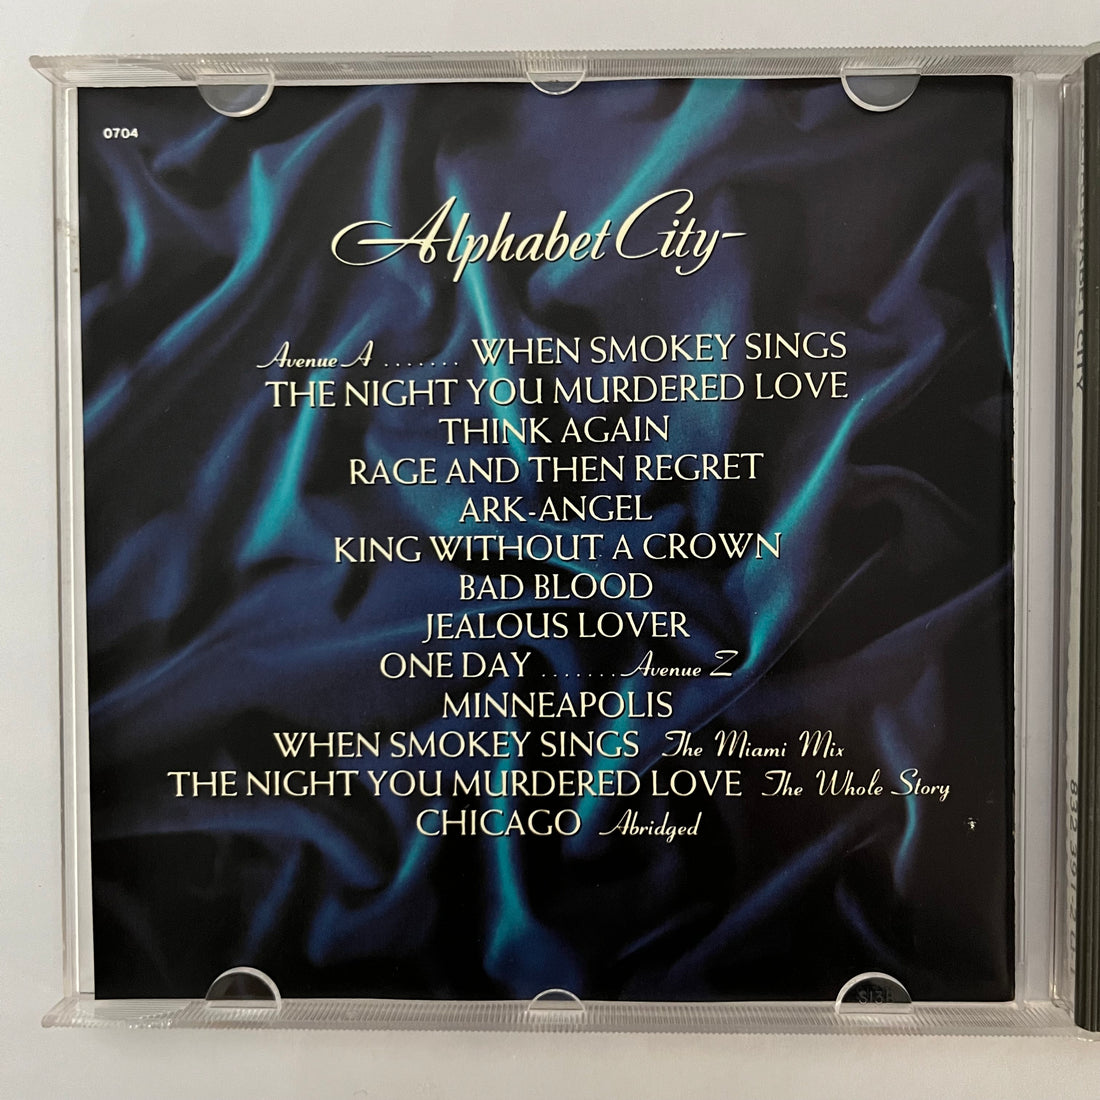 0704
Alphabet City
Avenue A ....... WHEN SMOKEY SINGS
THE NIGHT YOU MURDERED LOVE
THINK AGAIN
RAGE AND THEN REGRET
ARK-ANGEL
KING WITHOUT A CROWN
BAD BLOOD
JEALOUS LOVER
ONE DAY .......Avenue Z
MINNEAPOLIS
WHEN SMOKEY SINGS The Miami Mix
THE NIGHT YOU MURDERED LOVE The Whole Story
CHICAGO Abridged